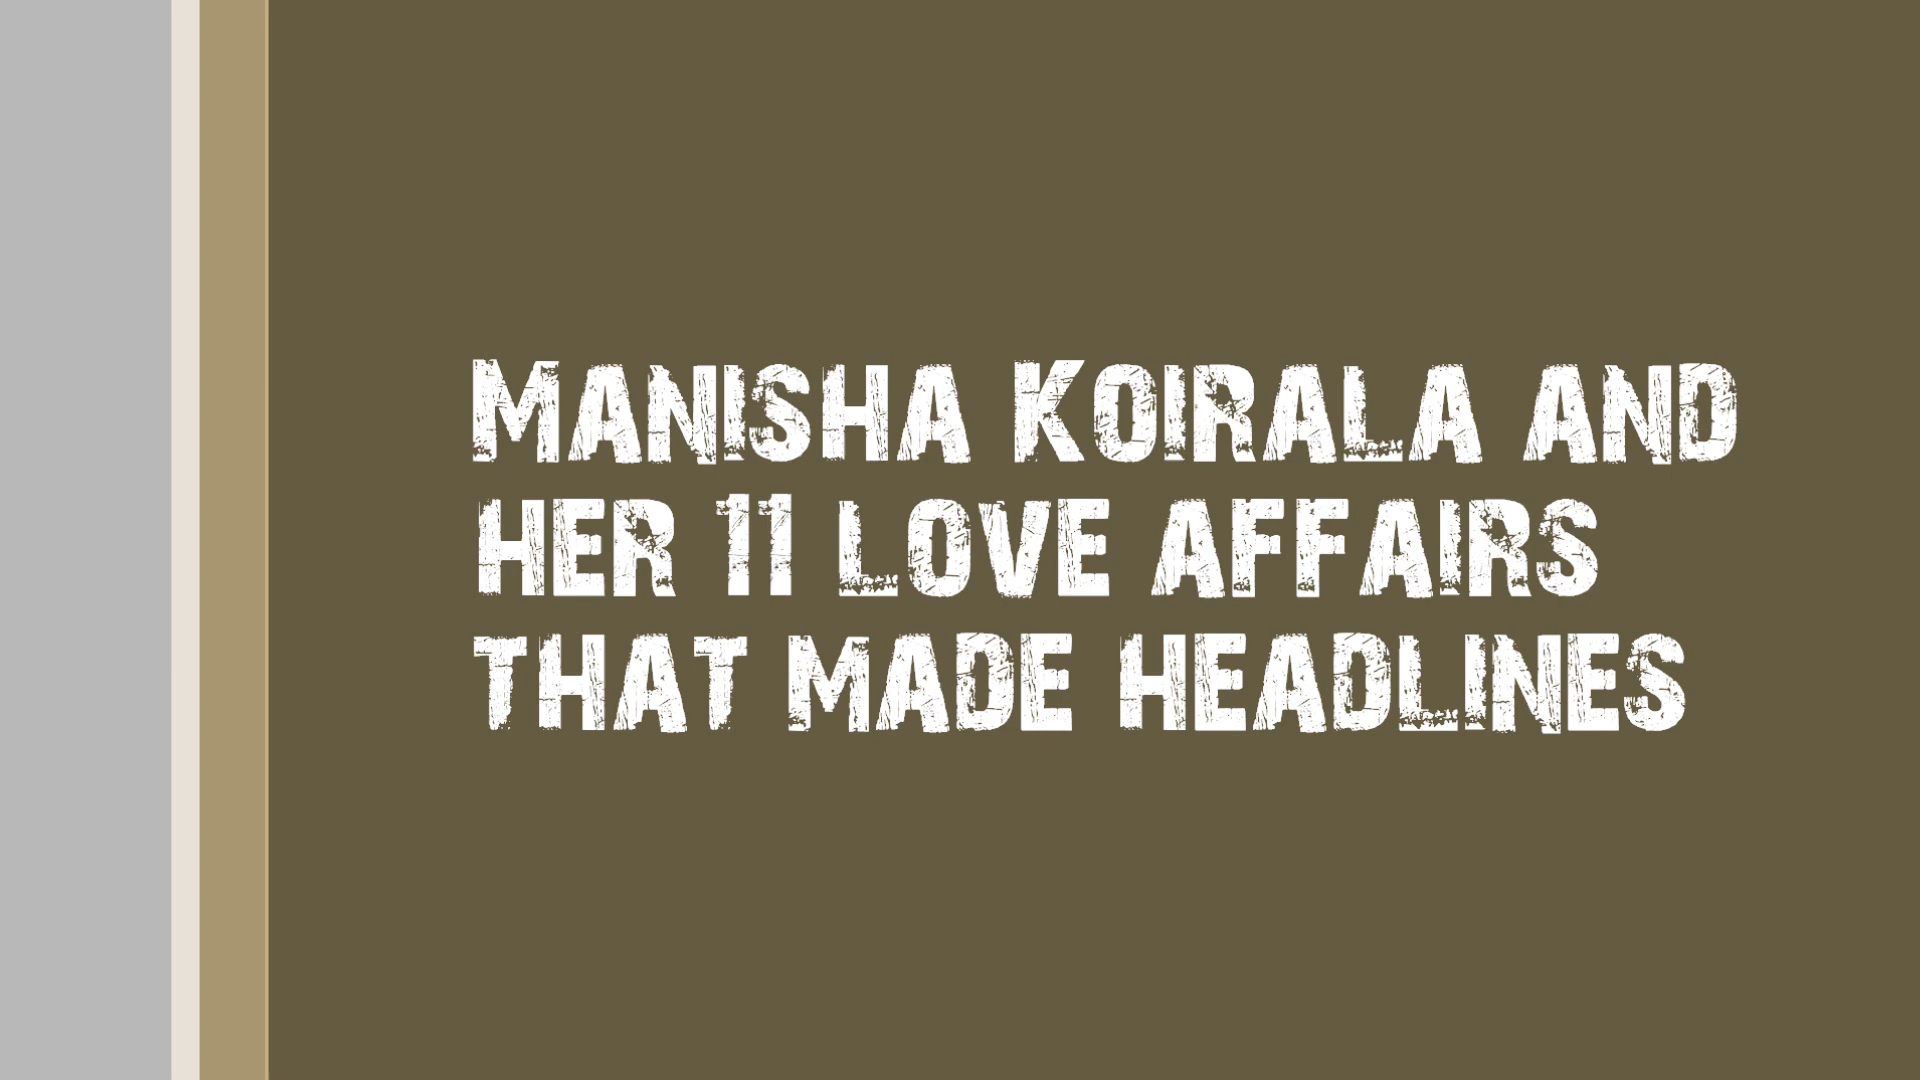 MANISHA KOIRALA AND
HER 11 LOVE AFFAIRS
THAT MADE HEADLINES